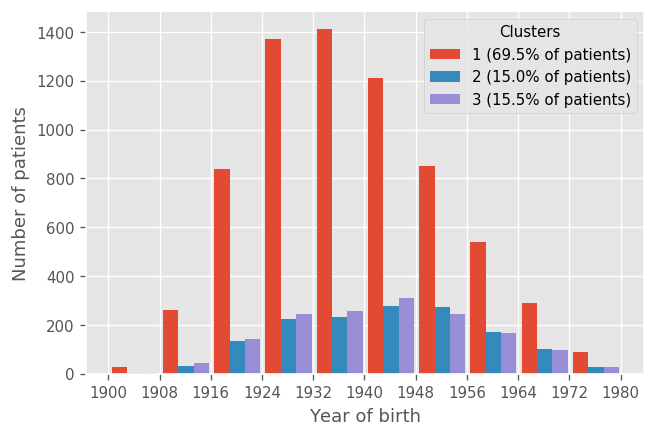 Clusters
1 (69.5% of patients)
2 (15.0% of patients)
3 (15.5% of patients)
Number of patients
1400
1200
1000
800
600
400
200
0
1900 1908 1916 1924 1932 1940 1948 1956 1964 1972 1980
Year of birth